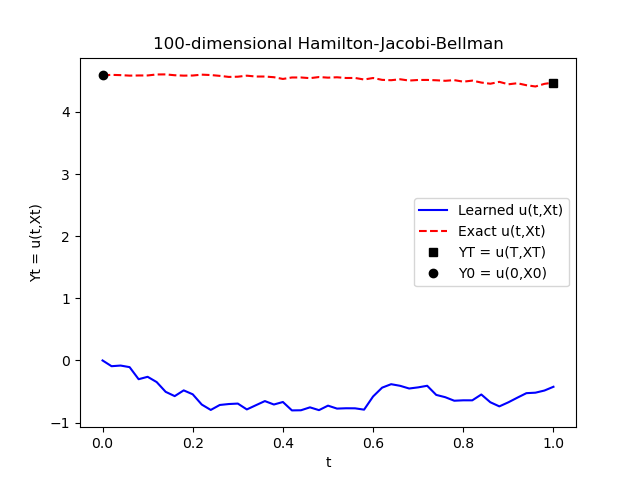 100-dimensional Hamilton-Jacobi-Bellman
Yt = u(t,Xt)
4
3
2
1
0
−1
Learned u(t,Xt)
Exact u(t,Xt)
YT = u(T,XT)
Y0 = u(0,X0)
0.0 0.2 0.4 0.6 0.8 1.0
t